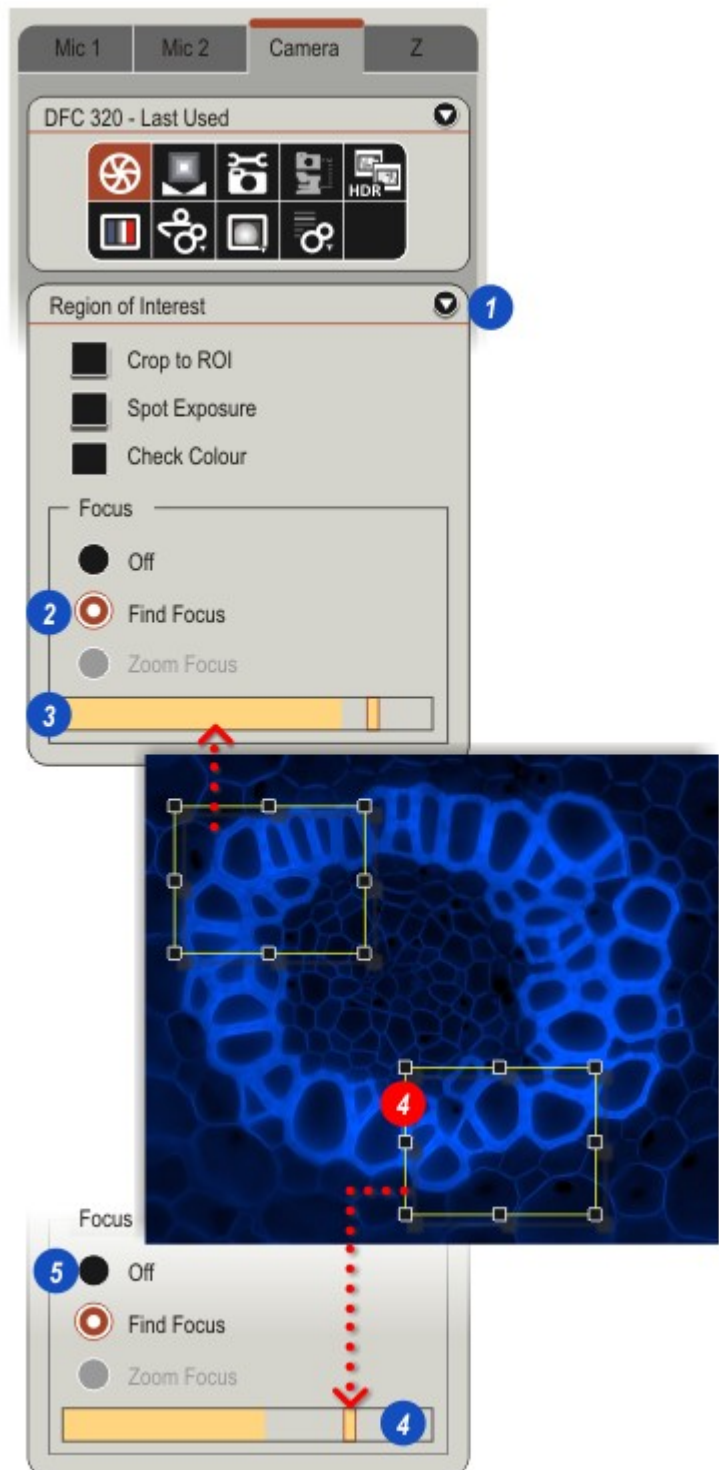 Mic 1 Mic 2 Camera Z
DFC 320 - Last Used
HDR
Region of Interest 1
Crop to ROI
Spot Exposure
Check Colour
Focus
Off
2 Find Focus
Zoom Focus
3
4
Focus
5 Off
Find Focus
Zoom Focus
4